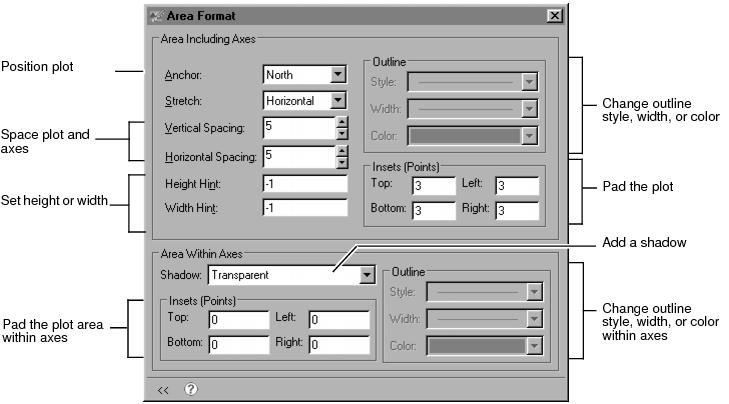 Area Format
Area Including Axes
Position plot
Anchor: North
Stretch: Horizontal
Space plot and
axes
Vertical Spacing: 5
Horizontal Spacing: 5
Set height or width
Height Hint: -1
Width Hint: -1
Outline
Style:
Width:
Color:
Change outline
style, width, or color
Insets (Points)
Top: 3 Left: 3
Bottom: 3 Right: 3
Pad the plot
Add a shadow
Area Within Axes
Shadow: Transparent
Pad the plot area
within axes
Insets (Points)
Top: 0 Left: 0
Bottom: 0 Right: 0
Outline
Style:
Width:
Color:
Change outline
style, width, or color
within axes
<< ?